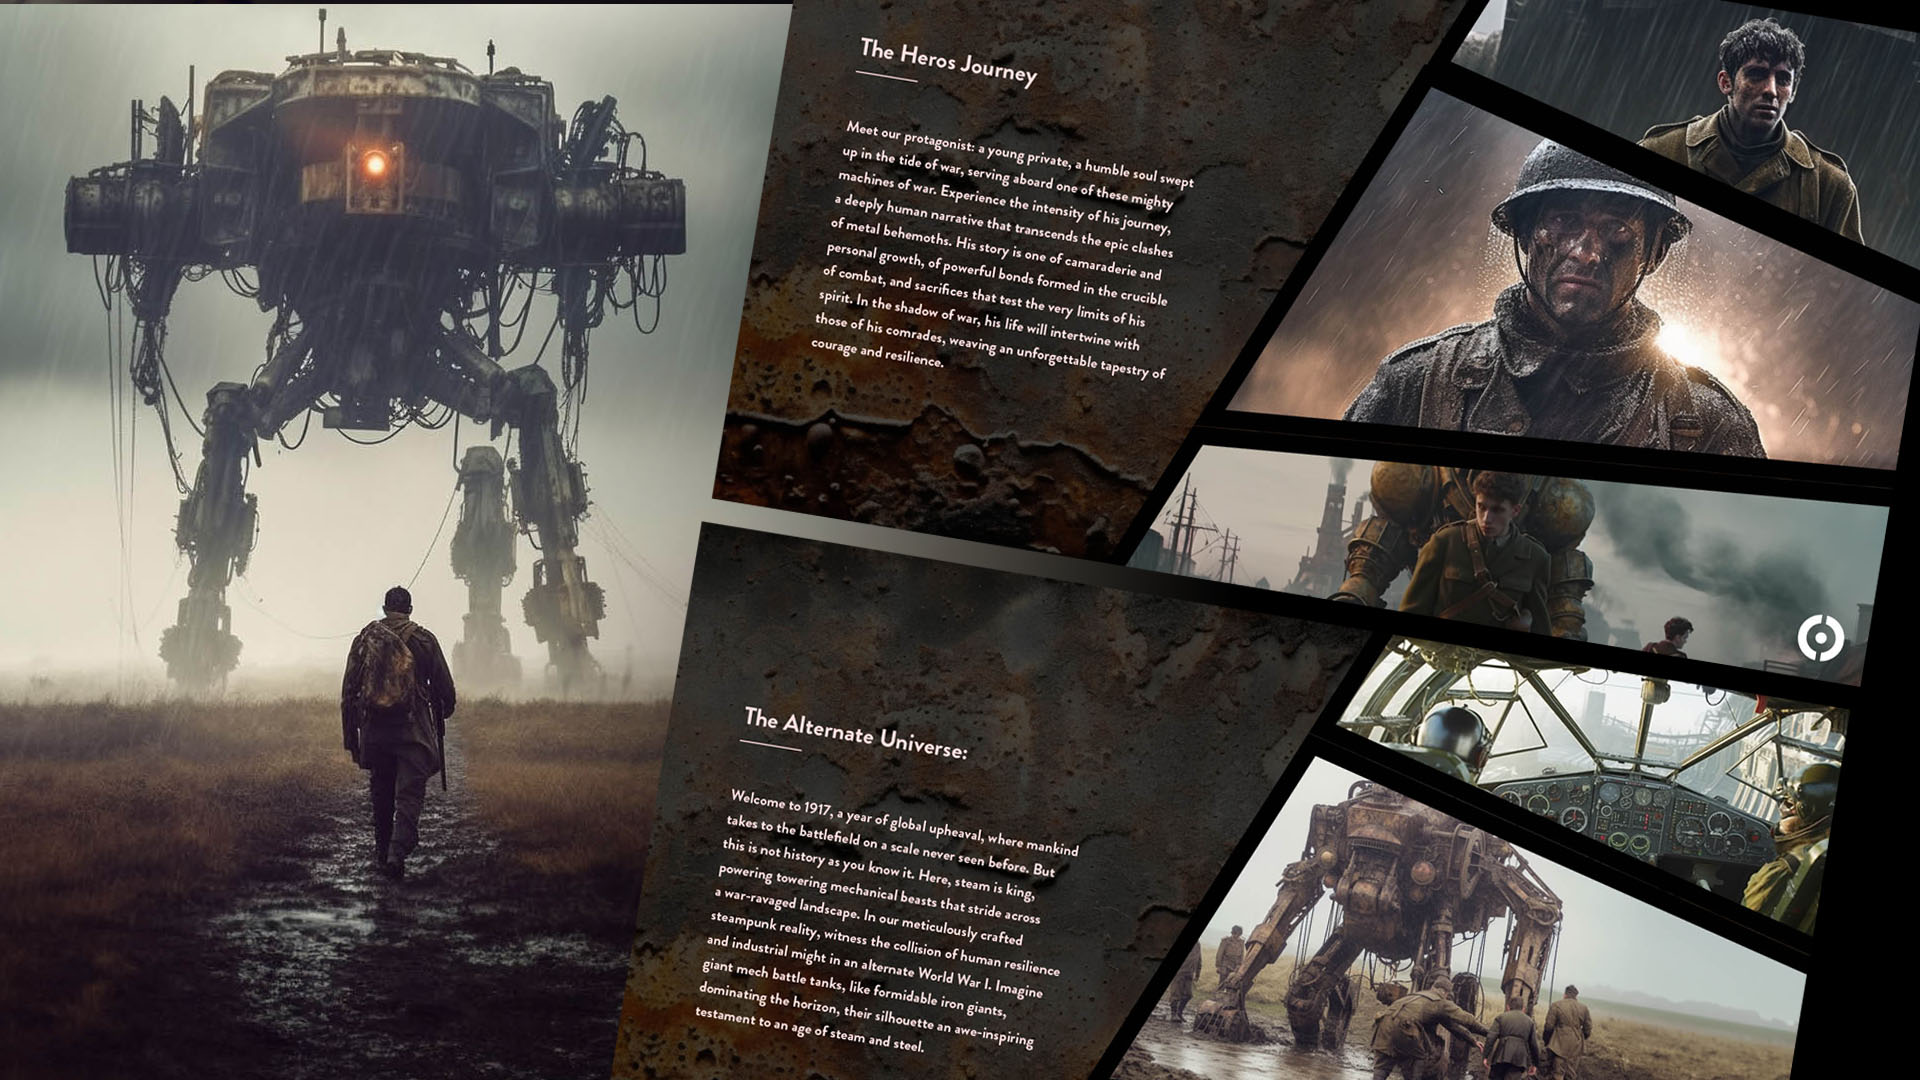 The Heros Journey
Meet our protagonist: a young private, a humble soul swept
up in the tide of war, serving aboard one of these mighty
machines of war. Experience the intensity of his journey,
a deeply human narrative that transcends the epic clashes
of metal behemoths. His story is one of camaraderie and
personal growth, of powerful bonds formed in the crucible
of combat, and sacrifices that test the very limits of his
spirit. In the shadow of war, his life will intertwine with
those of his comrades, weaving an unforgettable tapestry of
courage and resilience.
The Alternate Universe:
Welcome to 1917, a year of global upheaval, where mankind
takes to the battlefield on a scale never seen before. But
this is not history as you know it. Here, steam is king,
powering towering mechanical beasts that stride across
a war-ravaged landscape. In our meticulously crafted
steampunk reality, witness the collision of human resilience
and industrial might in an alternate World War I. Imagine
giant mech battle tanks, like formidable iron giants,
dominating the horizon, their silhouette an awe-inspiring
testament to an age of steam and steel.